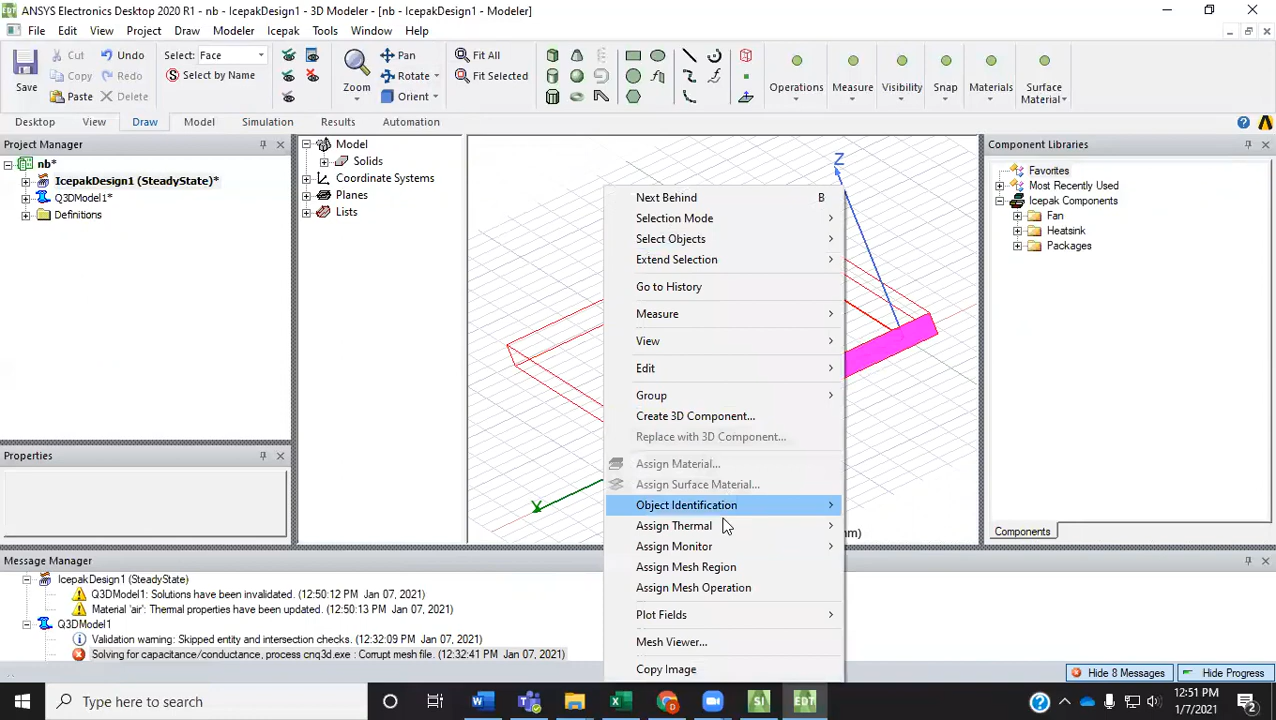 ANSYS Electronics Desktop 2020 R1 - nb - IcepakDesign1 - 3D Modeler - [nb - IcepakDesign1 - Modeler]
File Edit View Project Draw Modeler Icepak Tools Window Help
Save
Cut
Copy
Paste
Undo
Redo
Delete
Select: Face
Select by Name
Zoom
Pan
Rotate
Orient
Fit All
Fit Selected
Operations
Measure
Visibility
Snap
Materials
Surface
Material
Desktop View Draw Model Simulation Results Automation
Project Manager
nb*
IcepakDesign1 (SteadyState)*
Q3DModel1*
Definitions
Properties
Model
Solids
Coordinate Systems
Planes
Lists
Z
Y
mm)
Next Behind B
Selection Mode
Select Objects
Extend Selection
Go to History
Measure
View
Edit
Group
Create 3D Component...
Replace with 3D Component...
Assign Material...
Assign Surface Material...
Object Identification
Assign Thermal
Assign Monitor
Assign Mesh Region
Assign Mesh Operation
Plot Fields
Mesh Viewer...
Copy Image
Component Libraries
Favorites
Most Recently Used
Icepak Components
Fan
Heatsink
Packages
Components
Message Manager
IcepakDesign1 (SteadyState)
Q3DModel1: Solutions have been invalidated. (12:50:12 PM Jan 07, 2021)
Material 'air': Thermal properties have been updated. (12:50:13 PM Jan 07, 2021)
Q3DModel1
Validation warning: Skipped entity and intersection checks. (12:32:09 PM Jan 07, 2021)
Solving for capacitance/conductance, process cnq3d.exe : Corrupt mesh file. (12:32:41 PM Jan 07, 2021)
Hide 8 Messages
Hide Progress
Type here to search
SI
EDT
12:51 PM
1/7/2021
2